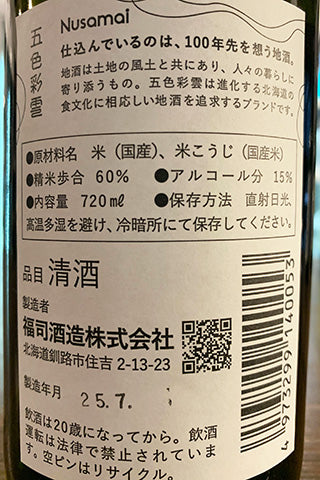 Nusamai
五色彩雲
仕込んでいるのは、100年先を想う地酒。
地酒は土地の風土と共にあり、人々の暮らしに
寄り添うもの。五色彩雲は進化する北海道の
食文化に相応しい地酒を追求するブランドです。
●原材料名 米（国産）、米こうじ（国産米）
●精米歩合 60% ●アルコール分 15%
●内容量 720㎖ ●保存方法 直射日光、
高温多湿を避け、冷暗所にて保存してください。
品目 清酒
製造者
福司酒造株式会社
北海道釧路市住吉 2-13-23
製造年月 25.7.
飲酒は20歳になってから。飲酒
運転は法律で禁止されていま
す。空ビンはリサイクル。
4 973299 140053